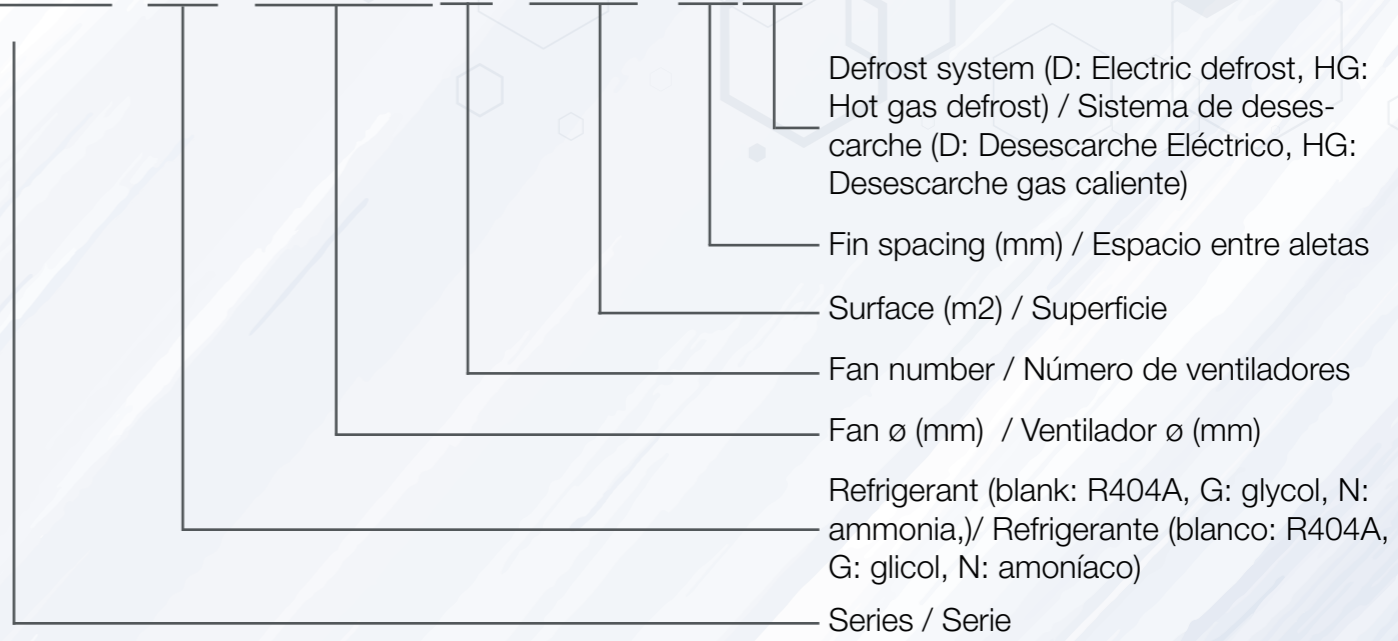 Defrost system (D: Electric defrost, HG:
Hot gas defrost) / Sistema de deses-
carche (D: Desescarche Eléctrico, HG:
Desescarche gas caliente)
Fin spacing (mm) / Espacio entre aletas
Surface (m2) / Superficie
Fan number / Número de ventiladores
Fan ø (mm) / Ventilador ø (mm)
Refrigerant (blank: R404A, G: glycol, N:
ammonia,)/ Refrigerante (blanco: R404A,
G: glicol, N: amoníaco)
Series / Serie